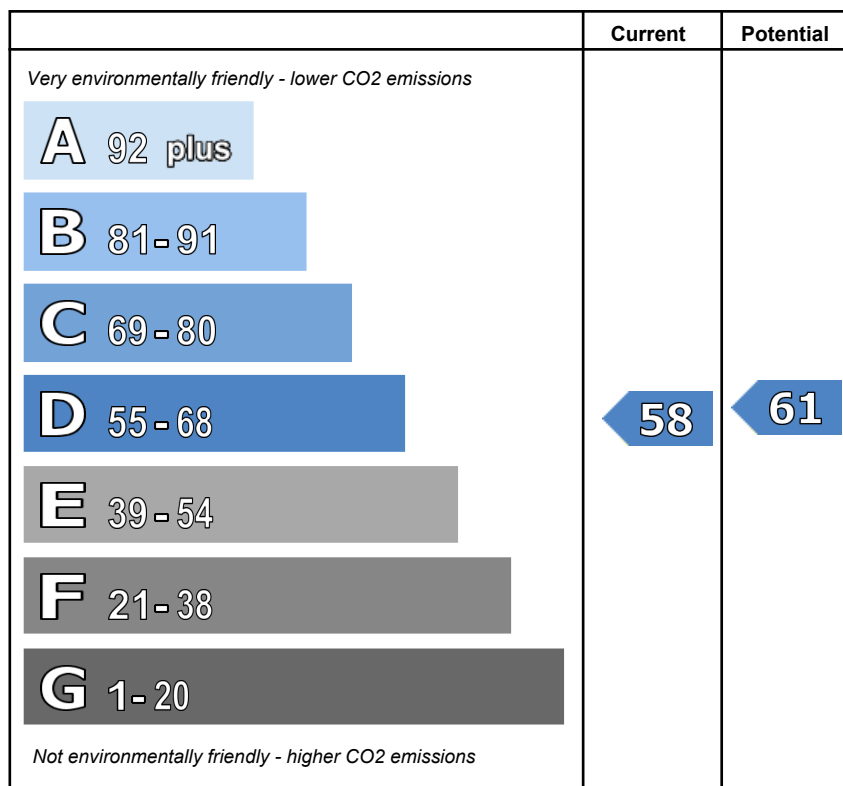 Current Potential
Very environmentally friendly - lower CO2 emissions
A 92 plus
B 81-91
C 69-80
D 55-68 58 61
E 39-54
F 21-38
G 1-20
Not environmentally friendly - higher CO2 emissions